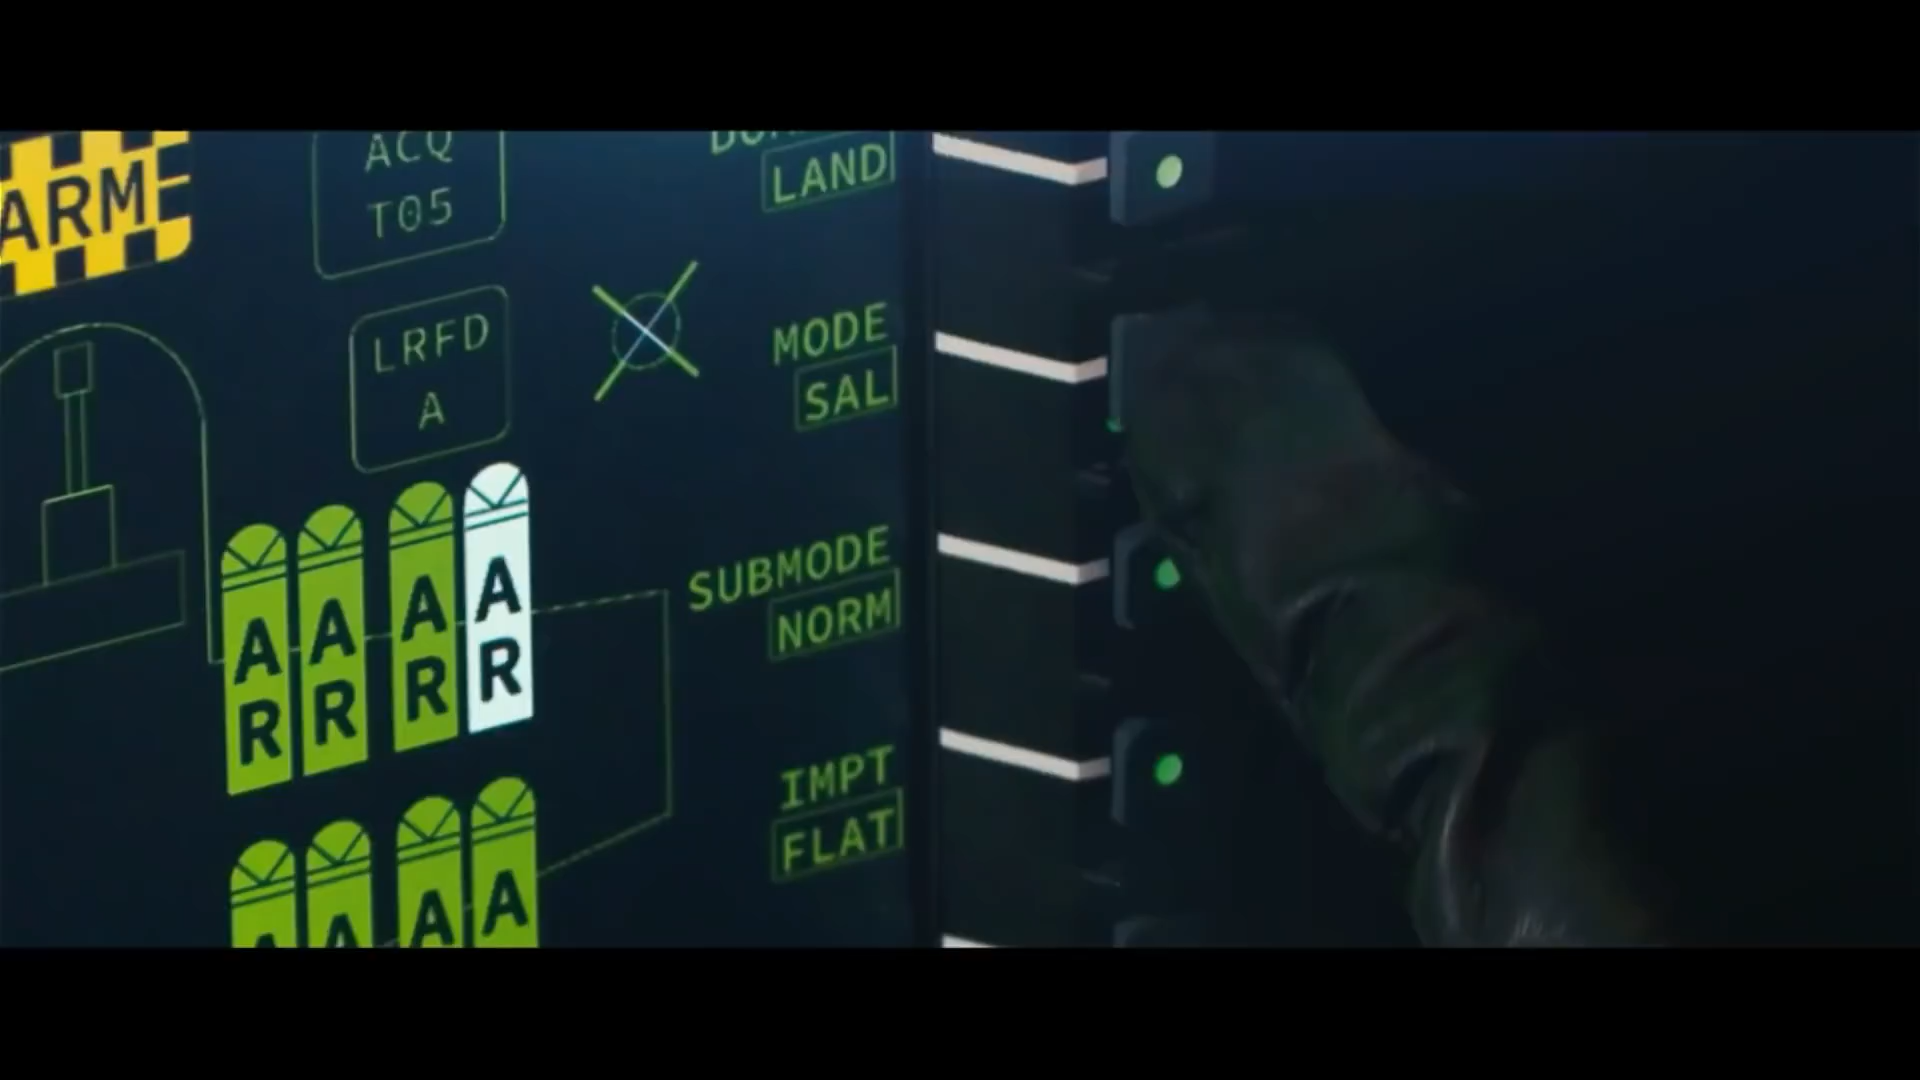 ARM
ACQ
T05
LAND
LRFD
A
MODE
SAL
SUBMODE
NORM
IMPT
FLAT
A
R
A
R
A
R
A
R
A
A
A
A